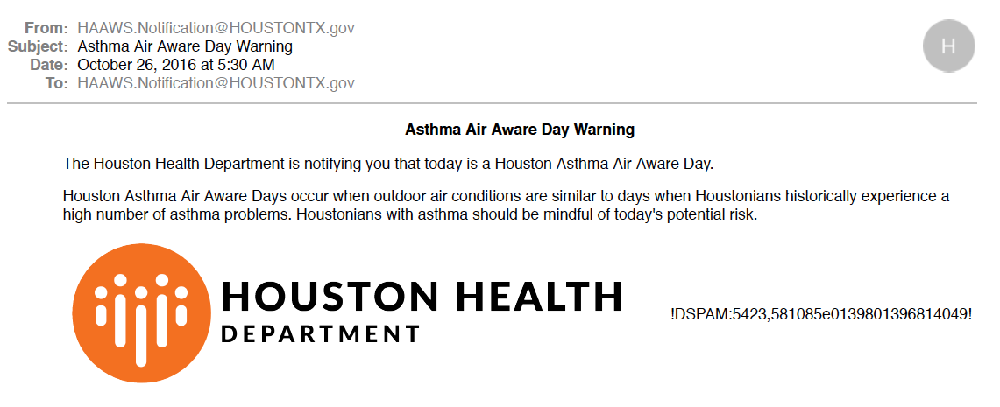 From: HAAWS.Notification@HOUSTONTX.gov
Subject: Asthma Air Aware Day Warning
Date: October 26, 2016 at 5:30 AM
To: HAAWS.Notification@HOUSTONTX.gov
H
Asthma Air Aware Day Warning
The Houston Health Department is notifying you that today is a Houston Asthma Air Aware Day.
Houston Asthma Air Aware Days occur when outdoor air conditions are similar to days when Houstonians historically experience a
high number of asthma problems. Houstonians with asthma should be mindful of today's potential risk.
HOUSTON HEALTH
DEPARTMENT
!DSPAM:5423,581085e0139801396814049!